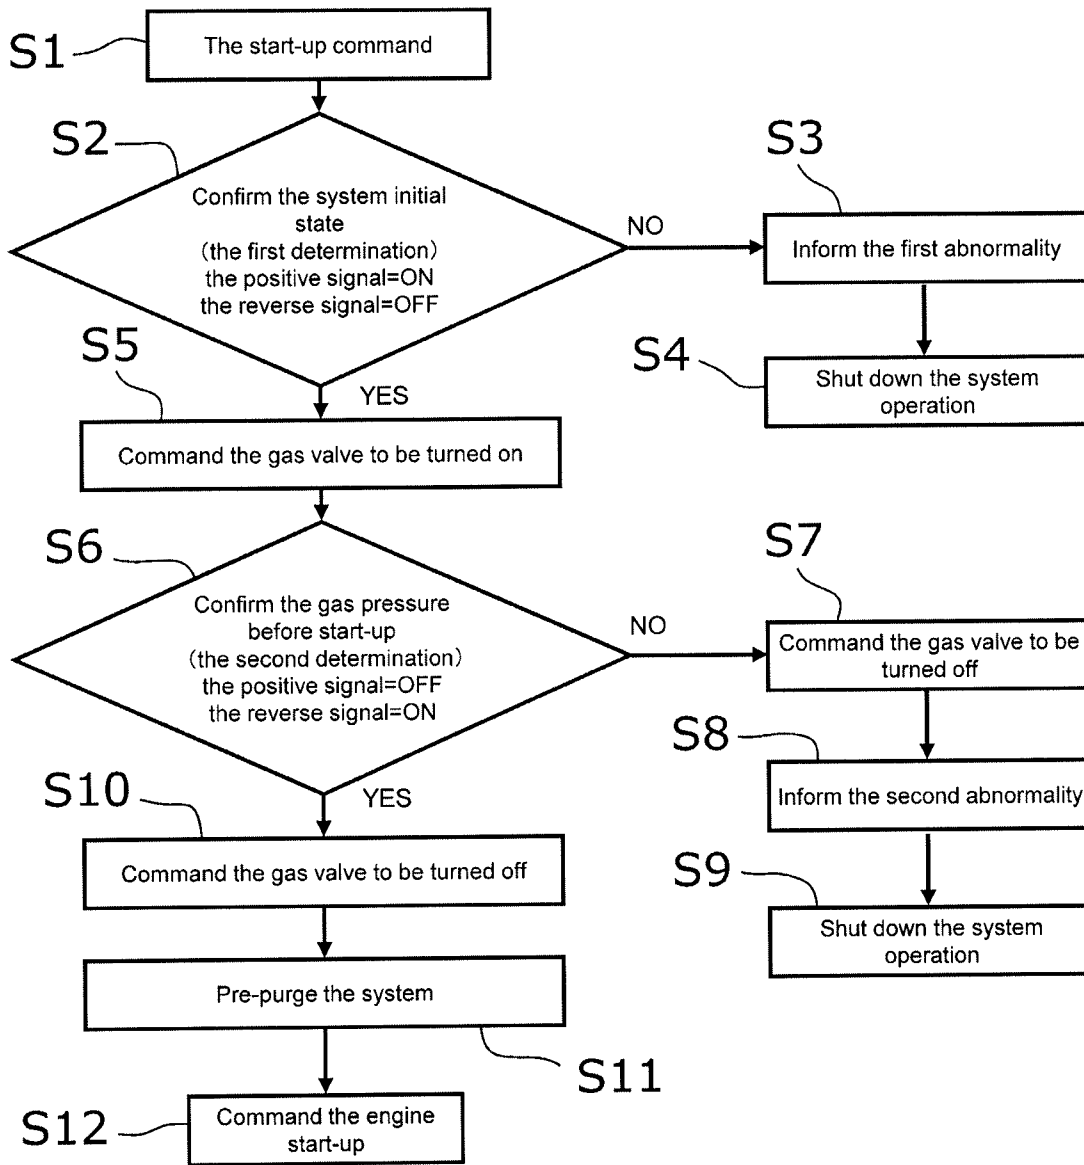 S1
The start-up command
S2
Confirm the system initial
state
(the first determination)
the positive signal=ON
the reverse signal=OFF
NO
S3
Inform the first abnormality
S4
Shut down the system
operation
YES
S5
Command the gas valve to be turned on
S6
Confirm the gas pressure
before start-up
(the second determination)
the positive signal=OFF
the reverse signal=ON
NO
S7
Command the gas valve to be
turned off
S8
Inform the second abnormality
S9
Shut down the system
operation
YES
S10
Command the gas valve to be turned off
Pre-purge the system
S11
S12
Command the engine
start-up